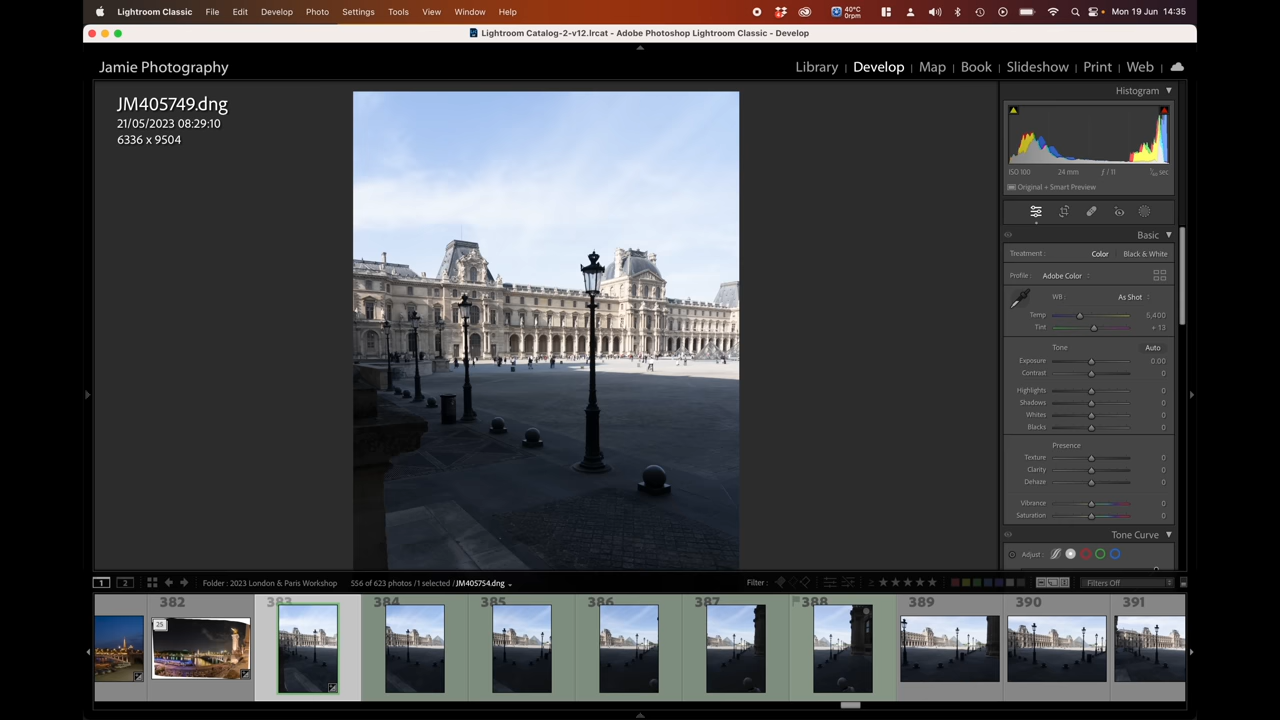 Lightroom Classic File Edit Develop Photo Settings Tools View Window Help 40°C 0rpm Mon 19 Jun 14:35
Lightroom Catalog-2-v12.lrcat - Adobe Photoshop Lightroom Classic - Develop
Jamie Photography Library | Develop | Map | Book | Slideshow | Print | Web
Histogram
JM405749.dng
21/05/2023 08:29:10
6336 x 9504
ISO 100 24 mm ƒ / 11 sec
Original + Smart Preview
Basic
Treatment : Color Black & White
Profile : Adobe Color
WB : As Shot
Temp 5,400
Tint + 13
Tone Auto
Exposure 0.00
Contrast 0
Highlights 0
Shadows 0
Whites 0
Blacks 0
Presence
Texture 0
Clarity 0
Dehaze 0
Vibrance 0
Saturation 0
Tone Curve
Adjust :
1 2 Folder : 2023 London & Paris Workshop 556 of 623 photos / 1 selected / JM405754.dng Filter : ≥ ★★★★★ Filters Off
382 383 384 385 386 387 388 389 390 391
25